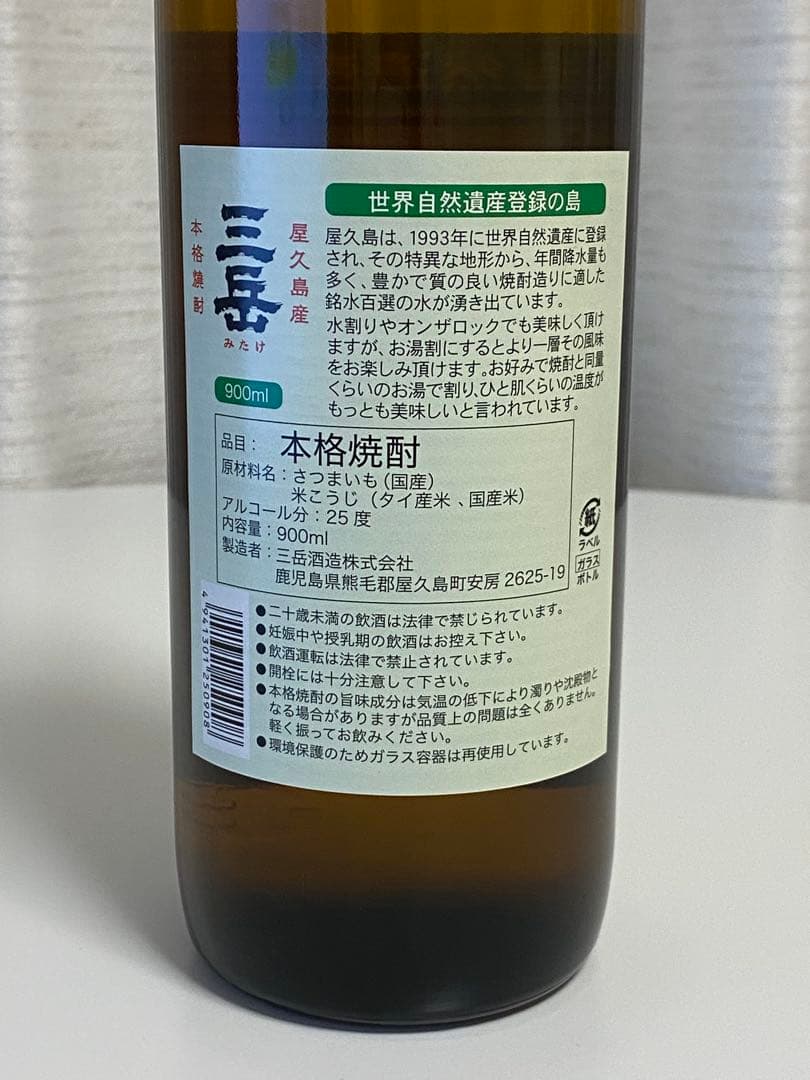 世界自然遺産登録の島
屋久島は、1993年に世界自然遺産に登録
され、その特異な地形から、年間降水量も
多く、豊かで質の良い焼酎造りに適した
銘水百選の水が湧き出ています。
水割りやオンザロックでも美味しく頂け
ますが、お湯割にするとより一層その風味
をお楽しみ頂けます。お好みで焼酎と同量
くらいのお湯で割り、ひと肌くらいの温度が
もっとも美味しいと言われています。
屋久島産
三岳
みたけ
本格焼酎
900ml
品目： 本格焼酎
原材料名：さつまいも（国産）
米こうじ（タイ産米、国産米）
アルコール分：25度
内容量：900ml
製造者：三岳酒造株式会社
鹿児島県熊毛郡屋久島町安房2625-19
紙
ラベル
ガラス
ボトル
●二十歳未満の飲酒は法律で禁じられています。
●妊娠中や授乳期の飲酒はお控え下さい。
●飲酒運転は法律で禁止されています。
●開栓には十分注意して下さい。
●本格焼酎の旨味成分は気温の低下により濁りや沈殿物と
なる場合がありますが品質上の問題は全くありません。
軽く振ってお飲みください。
●環境保護のためガラス容器は再使用しています。
4941301250908